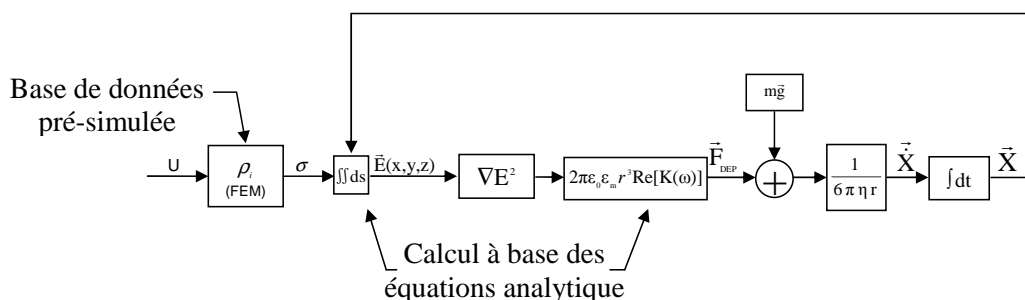 Base de données
pré-simulée
U
ρᵢ
(FEM)
σ
∬ds
E⃗(x,y,z)
∇E²
2πε₀εₘr³Re[K(ω)]
F⃗DEP
mg⃗
+
1
6πηr
Ẋ⃗
∫dt
X⃗
Calcul à base des
équations analytique